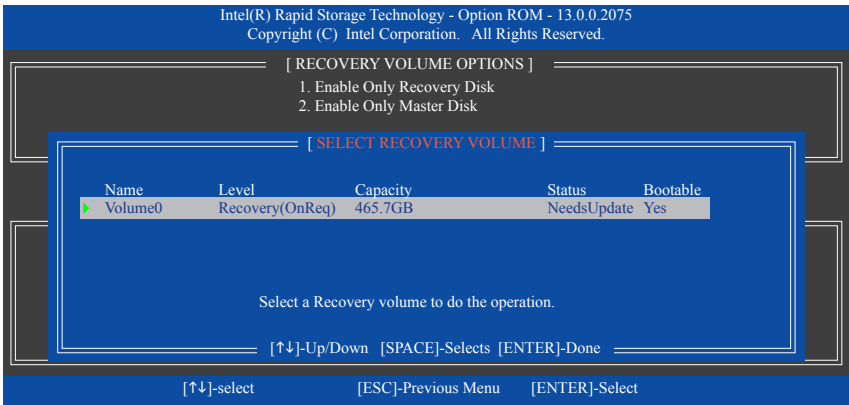 Intel(R) Rapid Storage Technology - Option ROM - 13.0.0.2075
Copyright (C) Intel Corporation. All Rights Reserved.
[ RECOVERY VOLUME OPTIONS ]
1. Enable Only Recovery Disk
2. Enable Only Master Disk
[ SELECT RECOVERY VOLUME ]
Name Level Capacity Status Bootable
Volume0 Recovery(OnReq) 465.7GB NeedsUpdate Yes
Select a Recovery volume to do the operation.
[↑↓]-Up/Down [SPACE]-Selects [ENTER]-Done
[↑↓]-select [ESC]-Previous Menu [ENTER]-Select